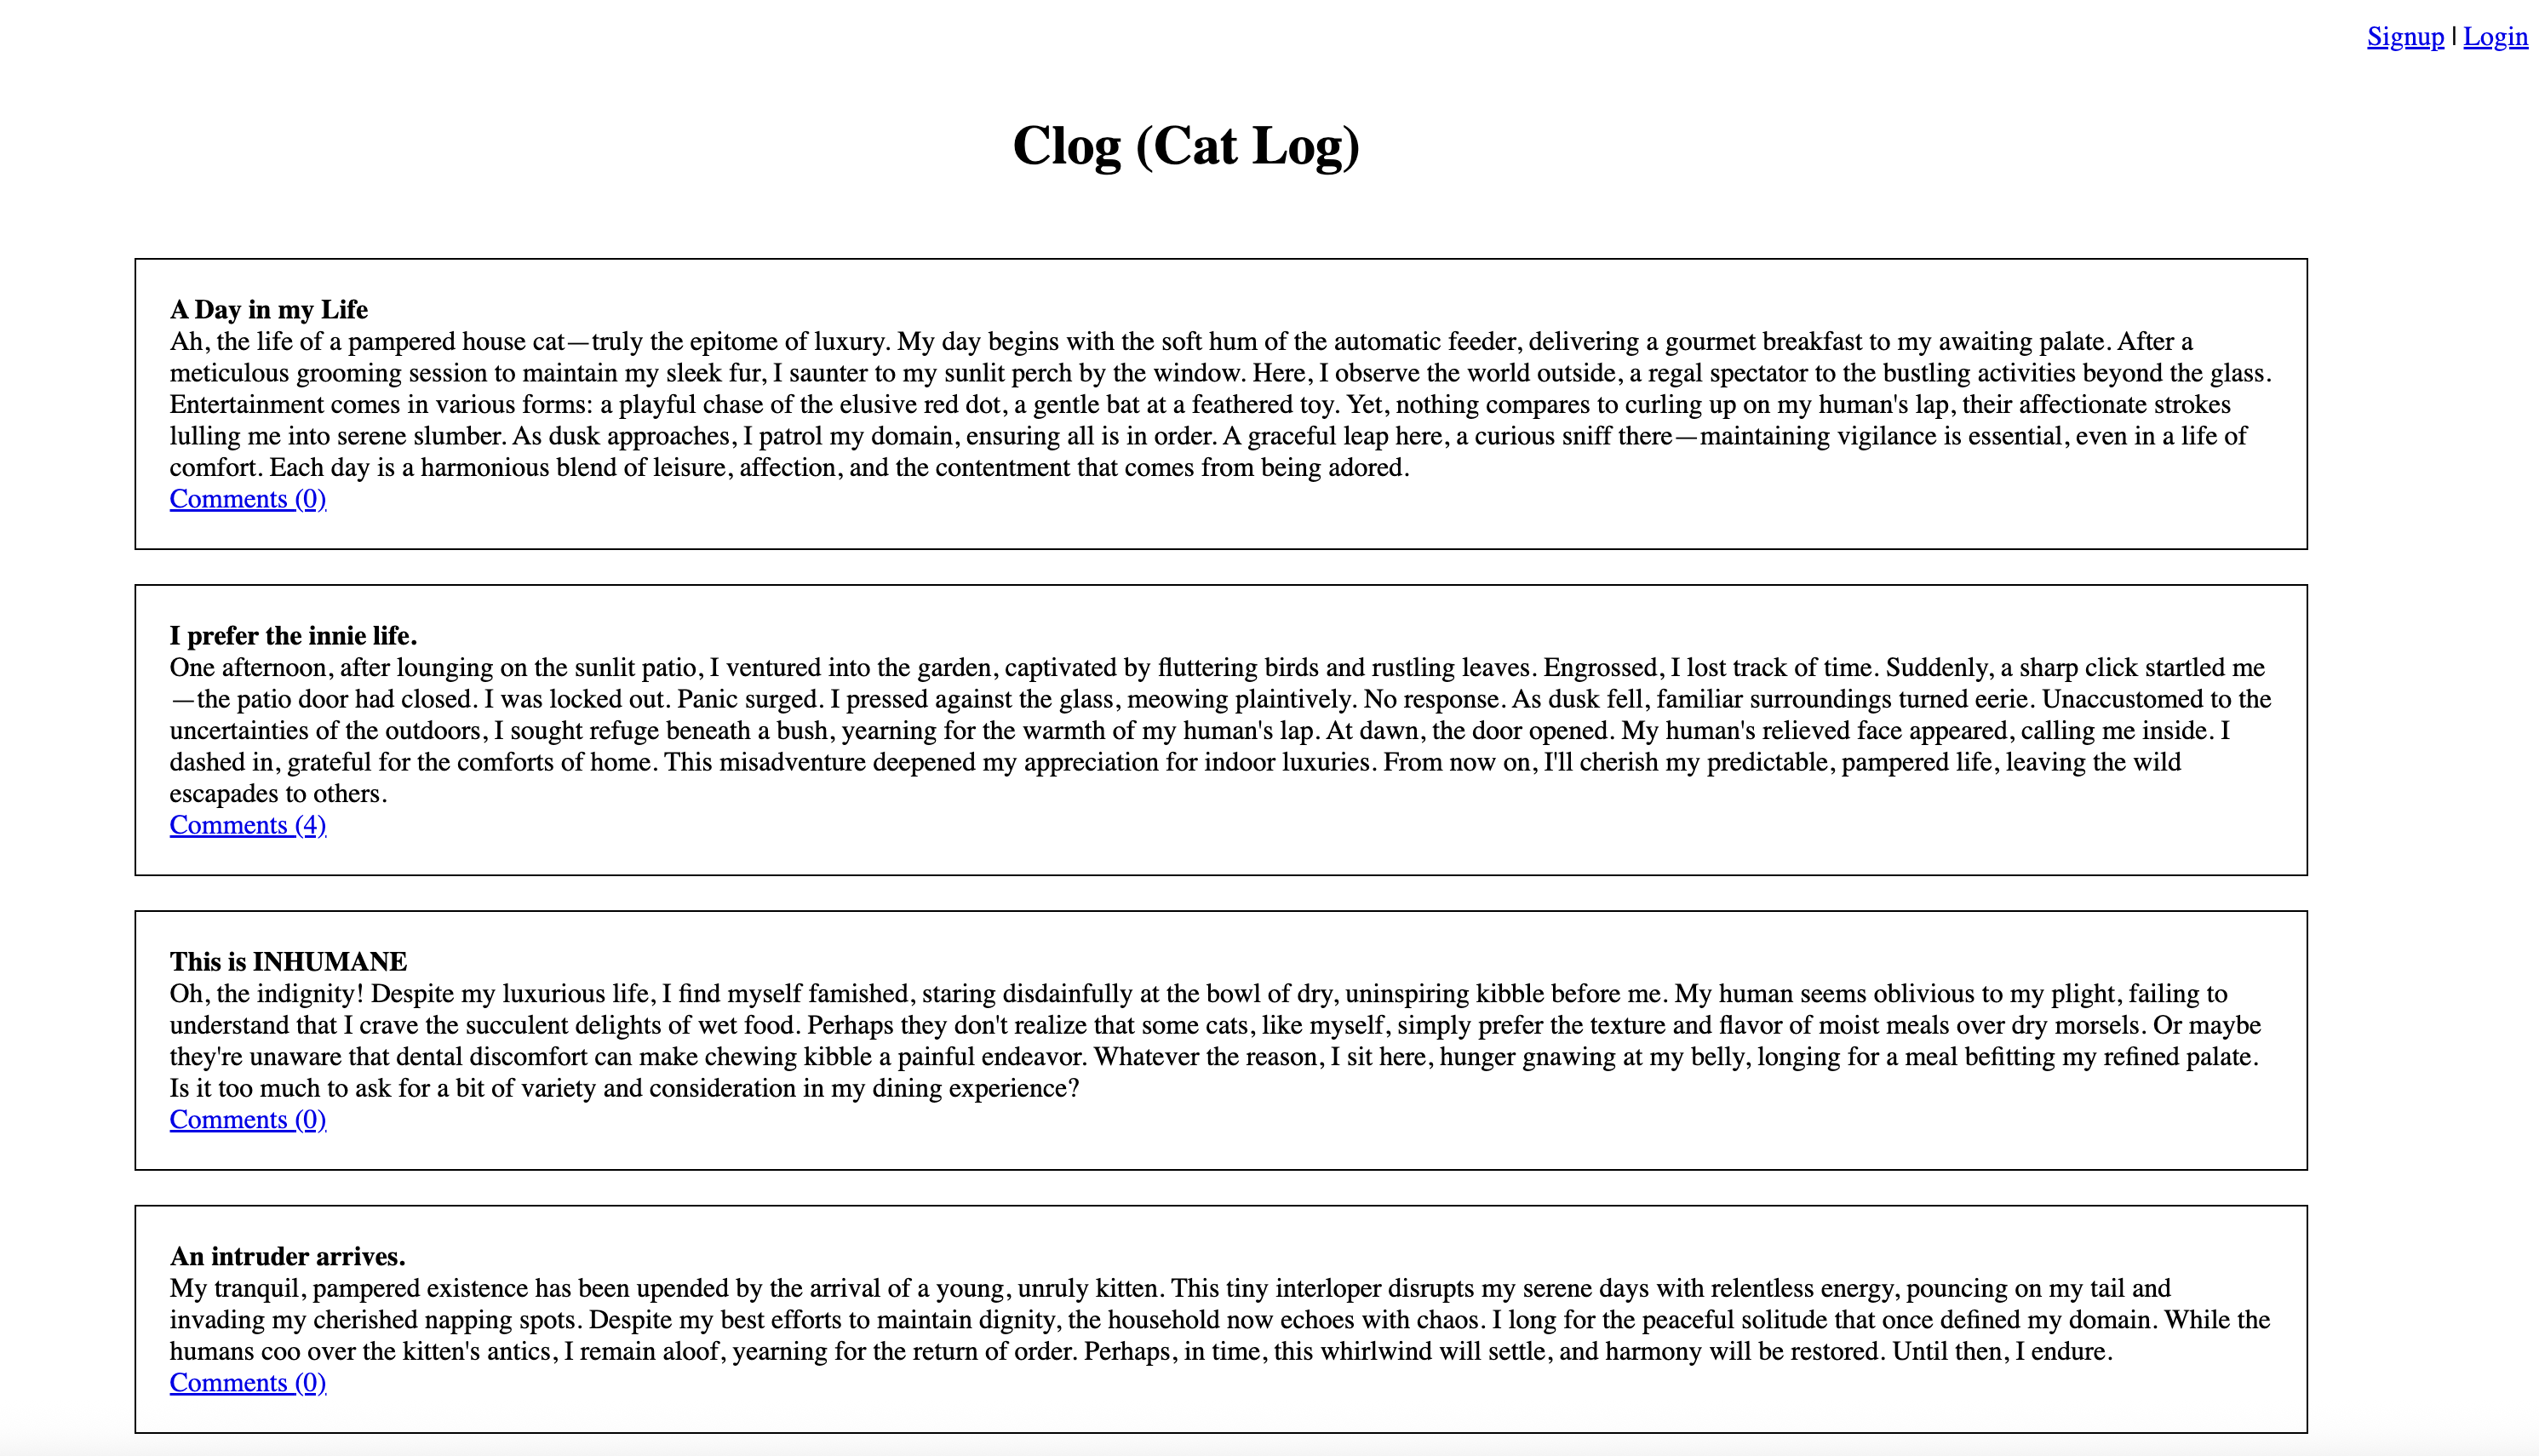 Signup | Login
Clog (Cat Log)
A Day in my Life
Ah, the life of a pampered house cat—truly the epitome of luxury. My day begins with the soft hum of the automatic feeder, delivering a gourmet breakfast to my awaiting palate. After a
meticulous grooming session to maintain my sleek fur, I saunter to my sunlit perch by the window. Here, I observe the world outside, a regal spectator to the bustling activities beyond the glass.
Entertainment comes in various forms: a playful chase of the elusive red dot, a gentle bat at a feathered toy. Yet, nothing compares to curling up on my human's lap, their affectionate strokes
lulling me into serene slumber. As dusk approaches, I patrol my domain, ensuring all is in order. A graceful leap here, a curious sniff there—maintaining vigilance is essential, even in a life of
comfort. Each day is a harmonious blend of leisure, affection, and the contentment that comes from being adored.
Comments (0)
I prefer the innie life.
One afternoon, after lounging on the sunlit patio, I ventured into the garden, captivated by fluttering birds and rustling leaves. Engrossed, I lost track of time. Suddenly, a sharp click startled me
—the patio door had closed. I was locked out. Panic surged. I pressed against the glass, meowing plaintively. No response. As dusk fell, familiar surroundings turned eerie. Unaccustomed to the
uncertainties of the outdoors, I sought refuge beneath a bush, yearning for the warmth of my human's lap. At dawn, the door opened. My human's relieved face appeared, calling me inside. I
dashed in, grateful for the comforts of home. This misadventure deepened my appreciation for indoor luxuries. From now on, I'll cherish my predictable, pampered life, leaving the wild
escapades to others.
Comments (4)
This is INHUMANE
Oh, the indignity! Despite my luxurious life, I find myself famished, staring disdainfully at the bowl of dry, uninspiring kibble before me. My human seems oblivious to my plight, failing to
understand that I crave the succulent delights of wet food. Perhaps they don't realize that some cats, like myself, simply prefer the texture and flavor of moist meals over dry morsels. Or maybe
they're unaware that dental discomfort can make chewing kibble a painful endeavor. Whatever the reason, I sit here, hunger gnawing at my belly, longing for a meal befitting my refined palate.
Is it too much to ask for a bit of variety and consideration in my dining experience?
Comments (0)
An intruder arrives.
My tranquil, pampered existence has been upended by the arrival of a young, unruly kitten. This tiny interloper disrupts my serene days with relentless energy, pouncing on my tail and
invading my cherished napping spots. Despite my best efforts to maintain dignity, the household now echoes with chaos. I long for the peaceful solitude that once defined my domain. While the
humans coo over the kitten's antics, I remain aloof, yearning for the return of order. Perhaps, in time, this whirlwind will settle, and harmony will be restored. Until then, I endure.
Comments (0)